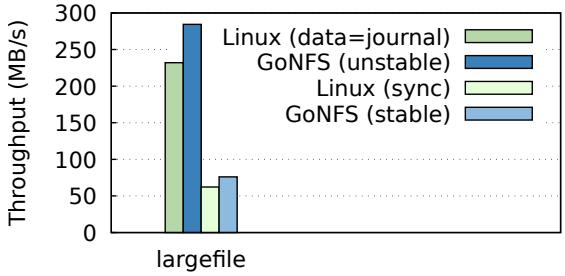 300
250
200
150
100
50
0
Throughput (MB/s)
Linux (data=journal)
GoNFS (unstable)
Linux (sync)
GoNFS (stable)
largefile